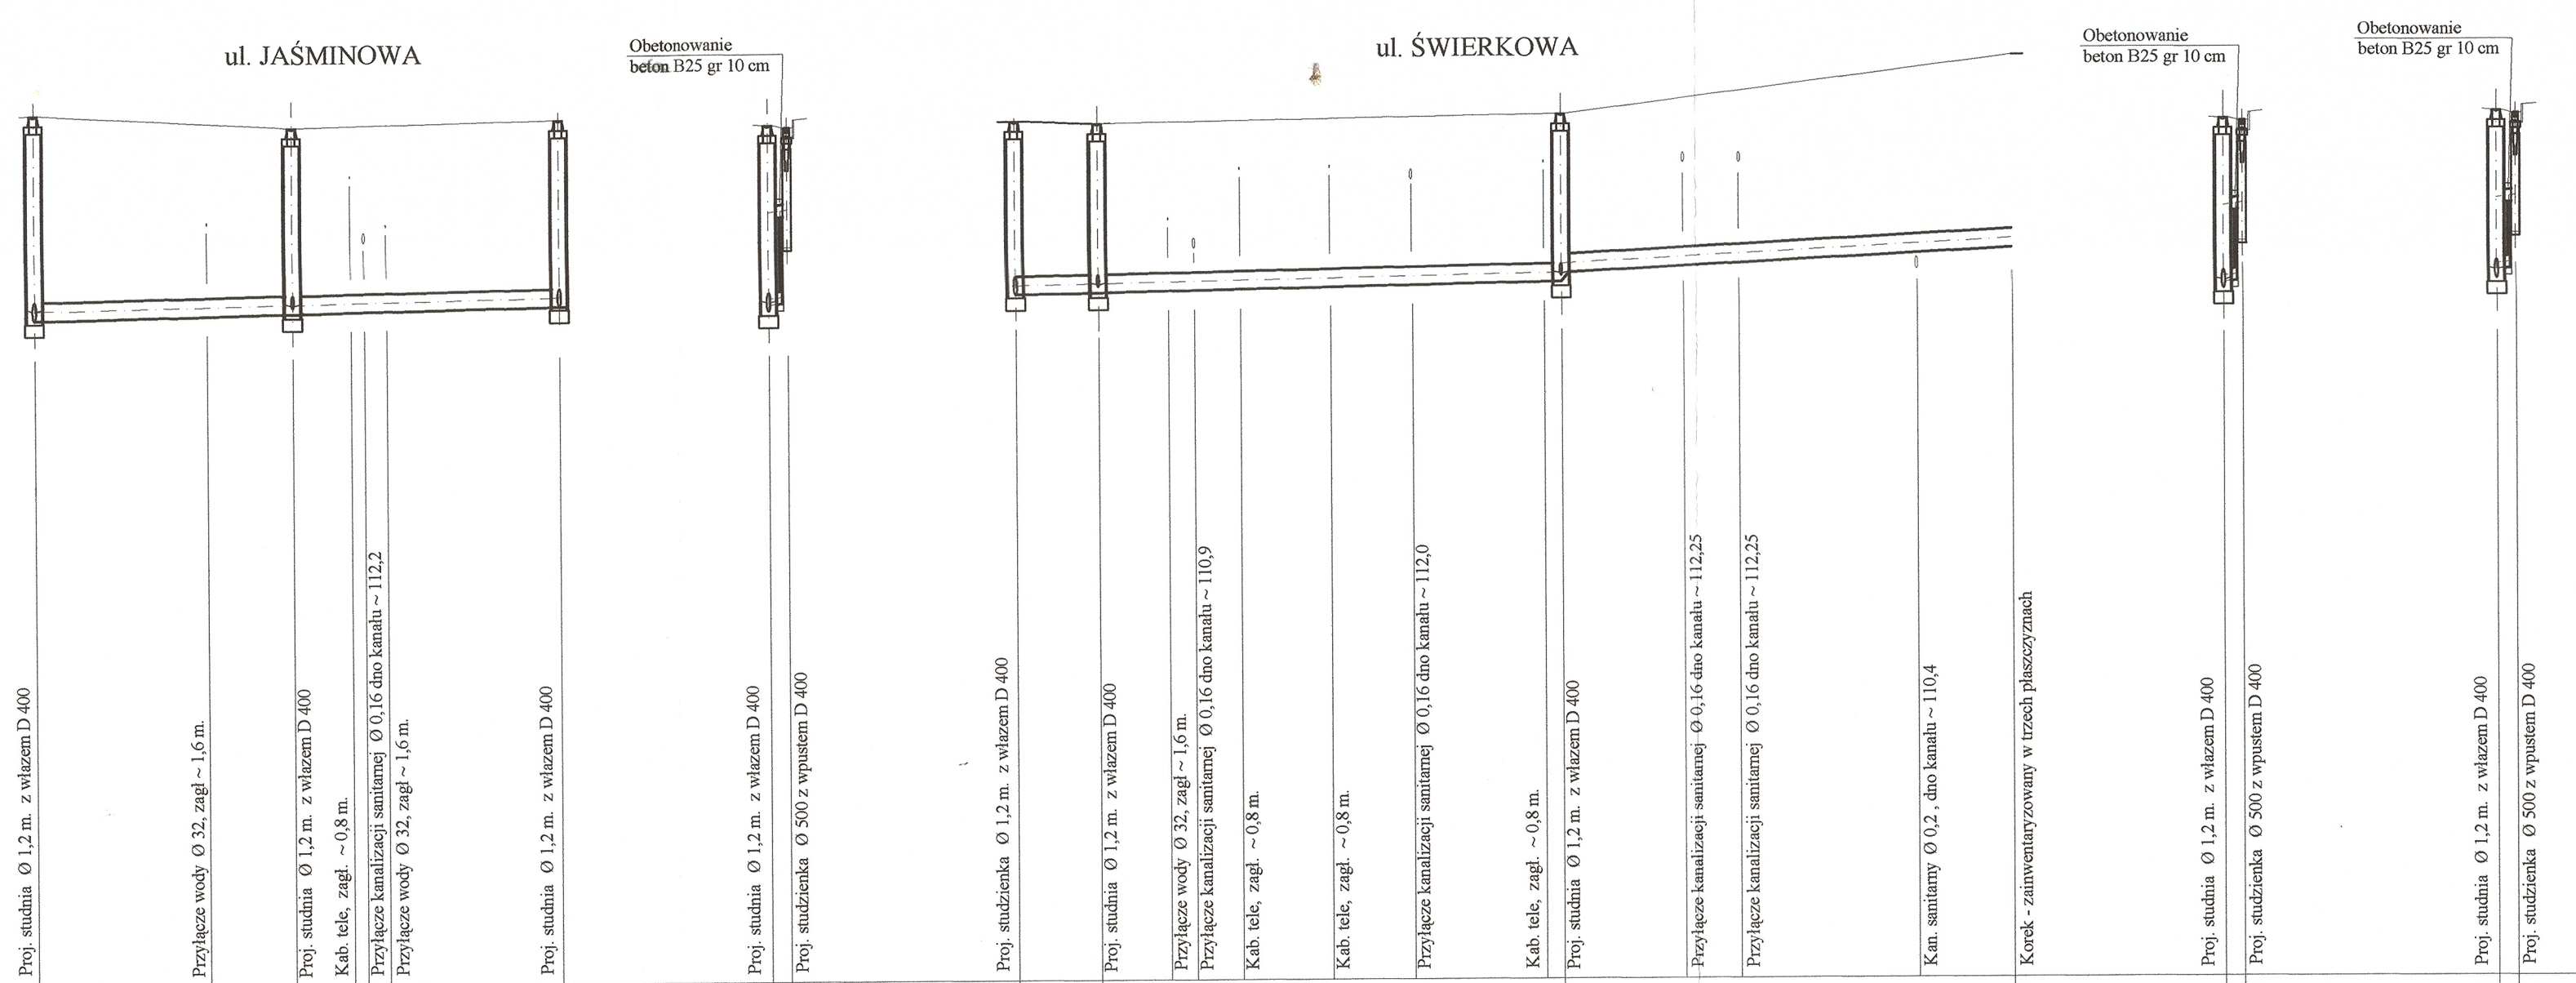 ul. JAŚMINOWA
Obetonowanie
beton B25 gr 10 cm
ul. ŚWIERKOWA
Obetonowanie
beton B25 gr 10 cm
Obetonowanie
beton B25 gr 10 cm
Proj. studnia Ø 1,2 m. z włazem D 400
Przyłącze wody Ø 32, zagł ~ 1,6 m.
Proj. studnia Ø 1,2 m. z włazem D 400
Kab. tele, zagł. ~ 0,8 m.
Przyłącze kanalizacji sanitarnej Ø 0,16 dno kanału ~ 112,2
Przyłącze wody Ø 32, zagł ~ 1,6 m.
Proj. studnia Ø 1,2 m. z włazem D 400
Proj. studnia Ø 1,2 m. z włazem D 400
Proj. studzienka Ø 500 z wpustem D 400
Proj. studzienka Ø 1,2 m. z włazem D 400
Proj. studnia Ø 1,2 m. z włazem D 400
Przyłącze wody Ø 32, zagł ~ 1,6 m.
Przyłącze kanalizacji sanitarnej Ø 0,16 dno kanału ~ 110,9
Kab. tele, zagł. ~ 0,8 m.
Kab. tele, zagł. ~ 0,8 m.
Przyłącze kanalizacji sanitarnej Ø 0,16 dno kanału ~ 112,0
Kab. tele, zagł. ~ 0,8 m.
Proj. studnia Ø 1,2 m. z włazem D 400
Przyłącze kanalizacji sanitarnej Ø 0,16 dno kanału ~ 112,25
Przyłącze kanalizacji sanitarnej Ø 0,16 dno kanału ~ 112,25
Kan. sanitarny Ø 0,2 , dno kanału ~ 110,4
Korek - zainwentaryzowany w trzech płaszczyznach
Proj. studnia Ø 1,2 m. z włazem D 400
Proj. studzienka Ø 500 z wpustem D 400
Proj. studnia Ø 1,2 m. z włazem D 400
Proj. studzienka Ø 500 z wpustem D 400